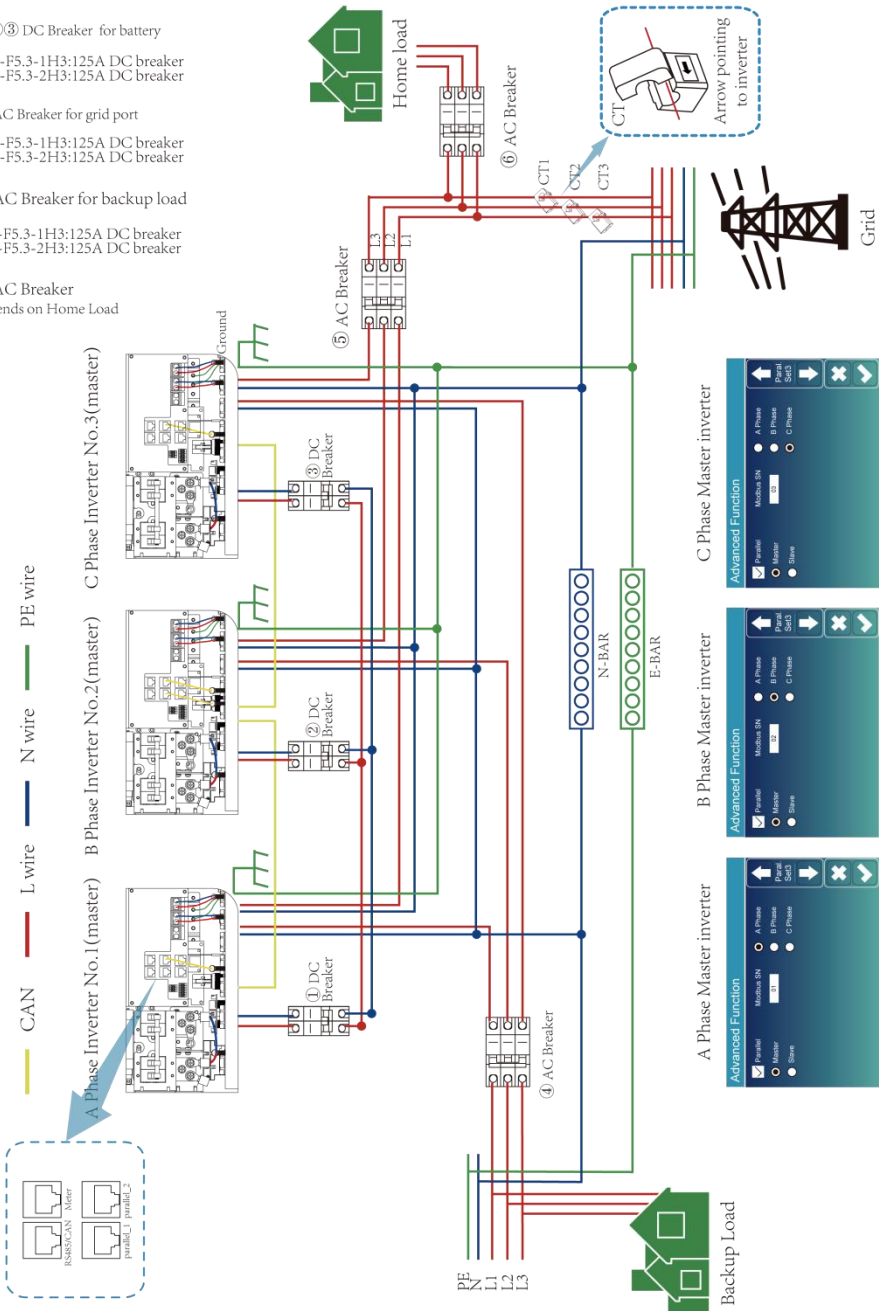 ③ DC Breaker for battery
-F5.3-1H3:125A DC breaker
-F5.3-2H3:125A DC breaker
AC Breaker for grid port
-F5.3-1H3:125A DC breaker
-F5.3-2H3:125A DC breaker
AC Breaker for backup load
-F5.3-1H3:125A DC breaker
-F5.3-2H3:125A DC breaker
AC Breaker
ends on Home Load
CAN
L wire
N wire
PE wire
RS485/CAN
Meter
parallel_1
parallel_2
A Phase Inverter No.1(master)
B Phase Inverter No.2(master)
C Phase Inverter No.3(master)
Ground
① DC
Breaker
② DC
Breaker
③ DC
Breaker
④ AC Breaker
⑤ AC Breaker
L3
L2
L1
⑥ AC Breaker
Home load
CT1
CT2
CT3
CT
Arrow pointing
to inverter
Grid
N-BAR
E-BAR
PE
N
L1
L2
L3
Backup Load
A Phase Master inverter
Advanced Function
Parallel
Modbus SN
A Phase
Master
01
B Phase
Slave
C Phase
Paral.
Set3
B Phase Master inverter
Advanced Function
Parallel
Modbus SN
A Phase
Master
02
B Phase
Slave
C Phase
Paral.
Set3
C Phase Master inverter
Advanced Function
Parallel
Modbus SN
A Phase
Master
03
B Phase
Slave
C Phase
Paral.
Set3